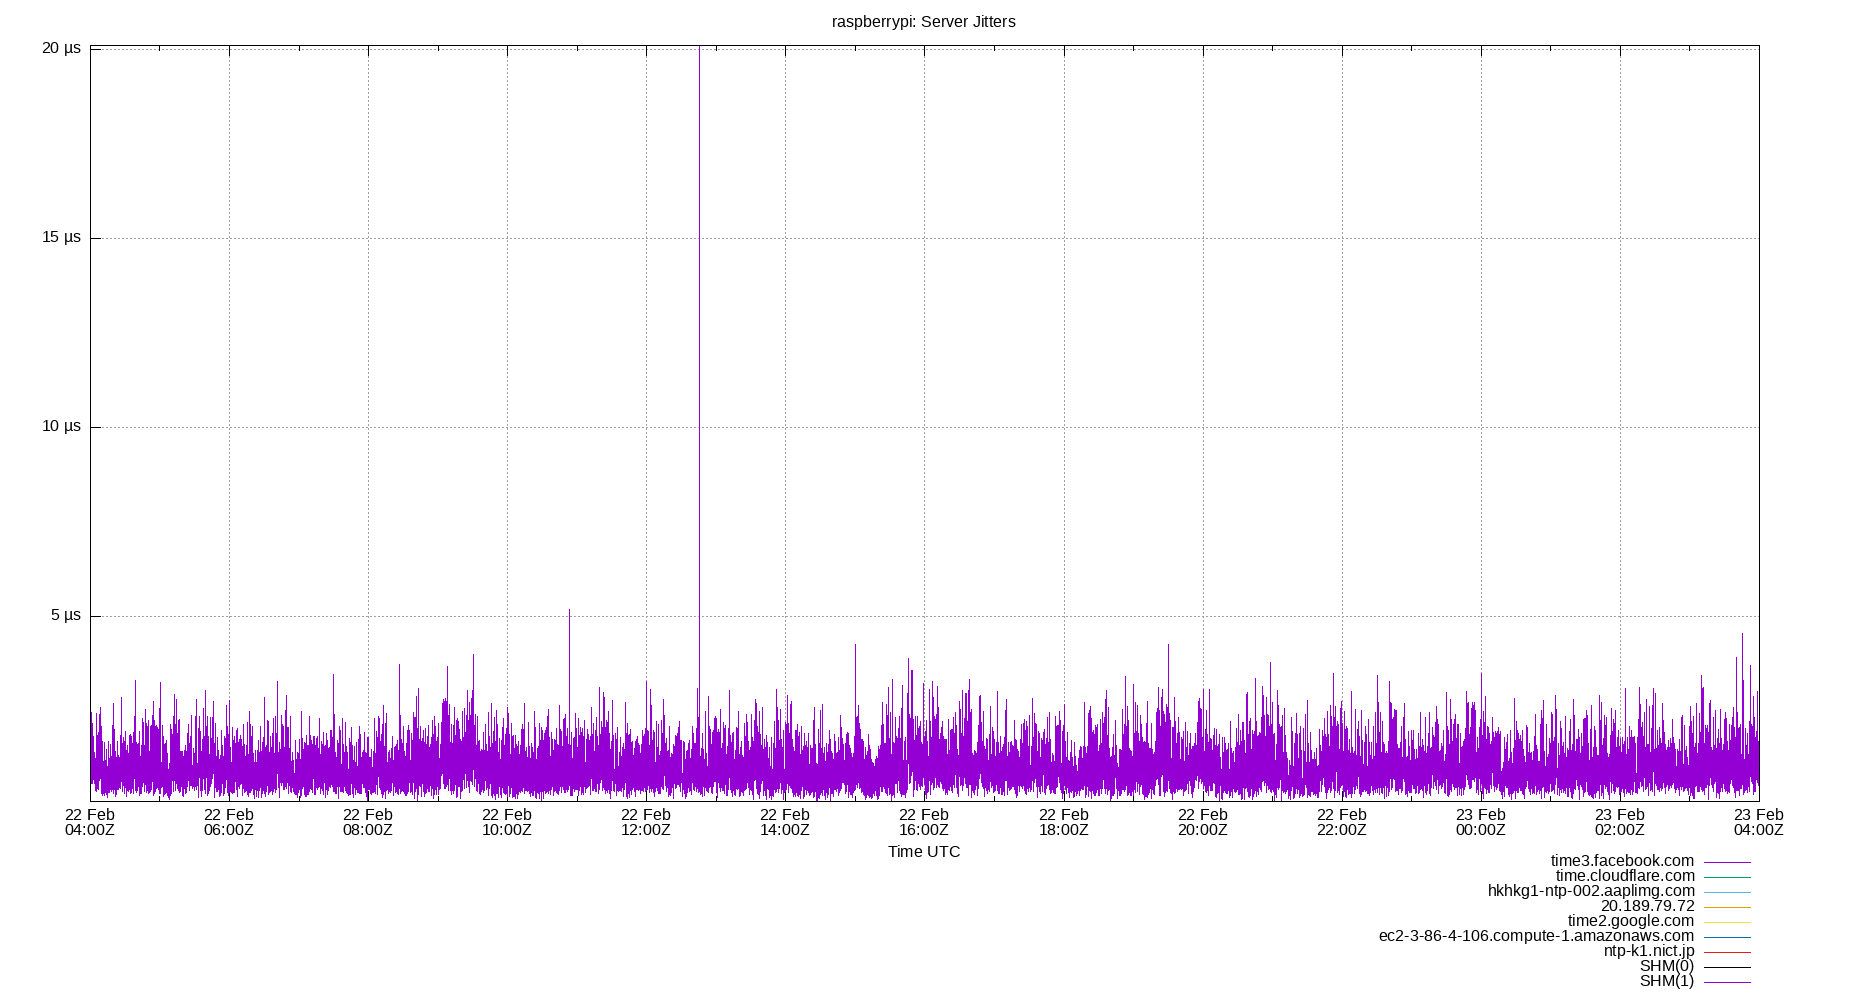 raspberrypi: Server Jitters
20 µs
15 µs
10 µs
5 µs
22 Feb 22 Feb 22 Feb 22 Feb 22 Feb 22 Feb 22 Feb 22 Feb 22 Feb 22 Feb 23 Feb 23 Feb 23 Feb
04:00Z 06:00Z 08:00Z 10:00Z 12:00Z 14:00Z 16:00Z 18:00Z 20:00Z 22:00Z 00:00Z 02:00Z 04:00Z
Time UTC
time3.facebook.com
time.cloudflare.com
hkhkg1-ntp-002.aaplimg.com
20.189.79.72
time2.google.com
ec2-3-86-4-106.compute-1.amazonaws.com
ntp-k1.nict.jp
SHM(0)
SHM(1)